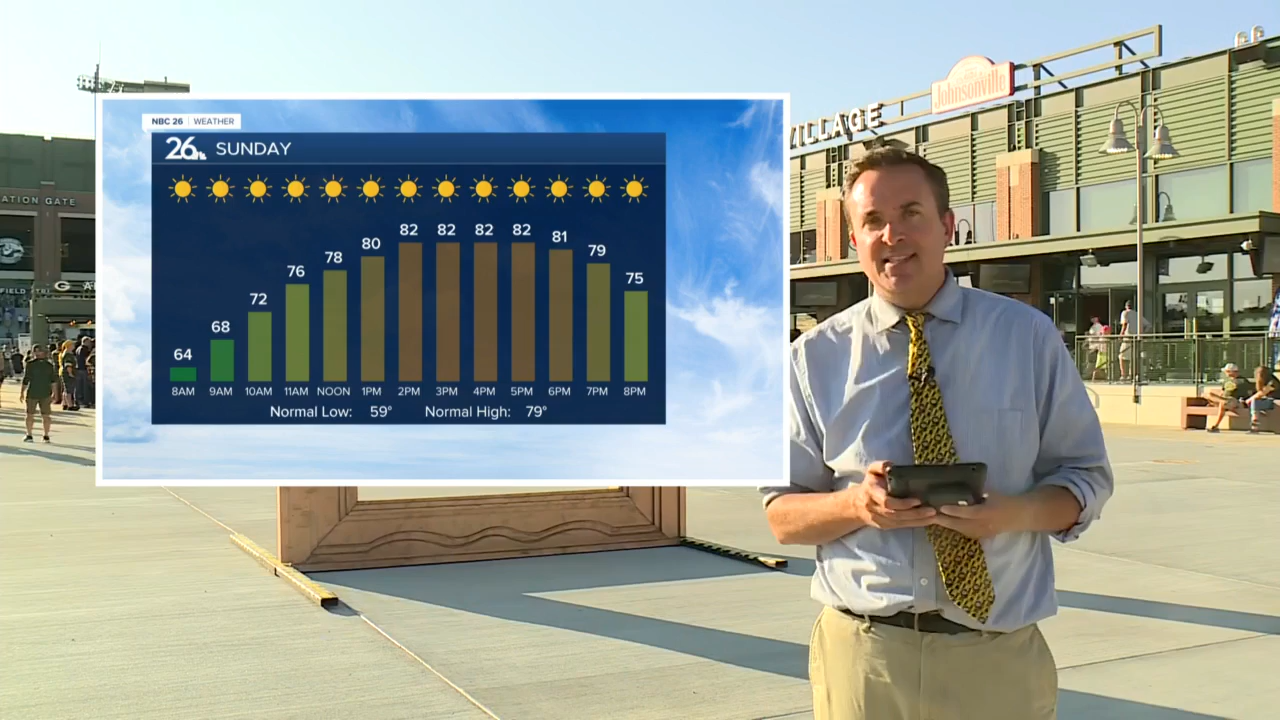 NBC 26 | WEATHER
26 SUNDAY
82 82 82 82 81
80 79
78
76 75
72
68
64
8AM 9AM 10AM 11AM NOON 1PM 2PM 3PM 4PM 5PM 6PM 7PM 8PM
Normal Low: 59° Normal High: 79°
Johnsonville
VILLAGE
ATION GATE
G